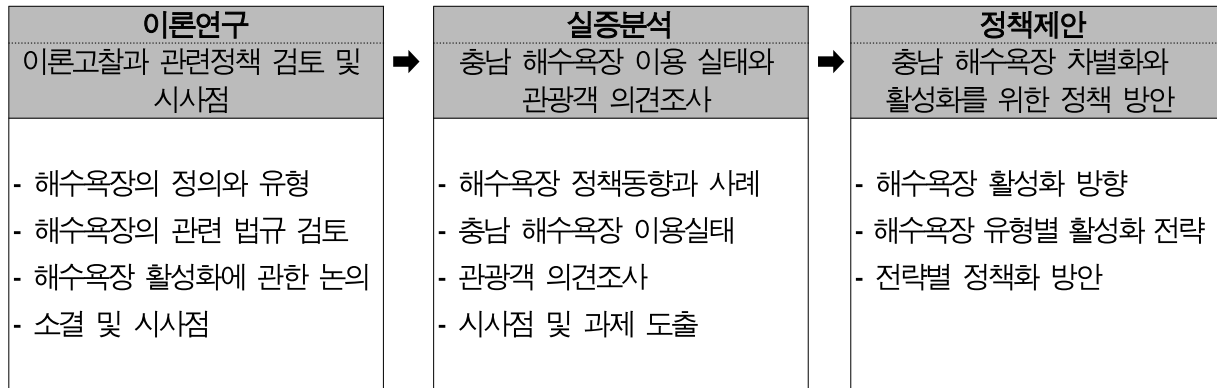 이론연구
이론고찰과 관련정책 검토 및
시사점
- 해수욕장의 정의와 유형
- 해수욕장의 관련 법규 검토
- 해수욕장 활성화에 관한 논의
- 소결 및 시사점
➡
실증분석
충남 해수욕장 이용 실태와
관광객 의견조사
- 해수욕장 정책동향과 사례
- 충남 해수욕장 이용실태
- 관광객 의견조사
- 시사점 및 과제 도출
➡
정책제안
충남 해수욕장 차별화와
활성화를 위한 정책 방안
- 해수욕장 활성화 방향
- 해수욕장 유형별 활성화 전략
- 전략별 정책화 방안